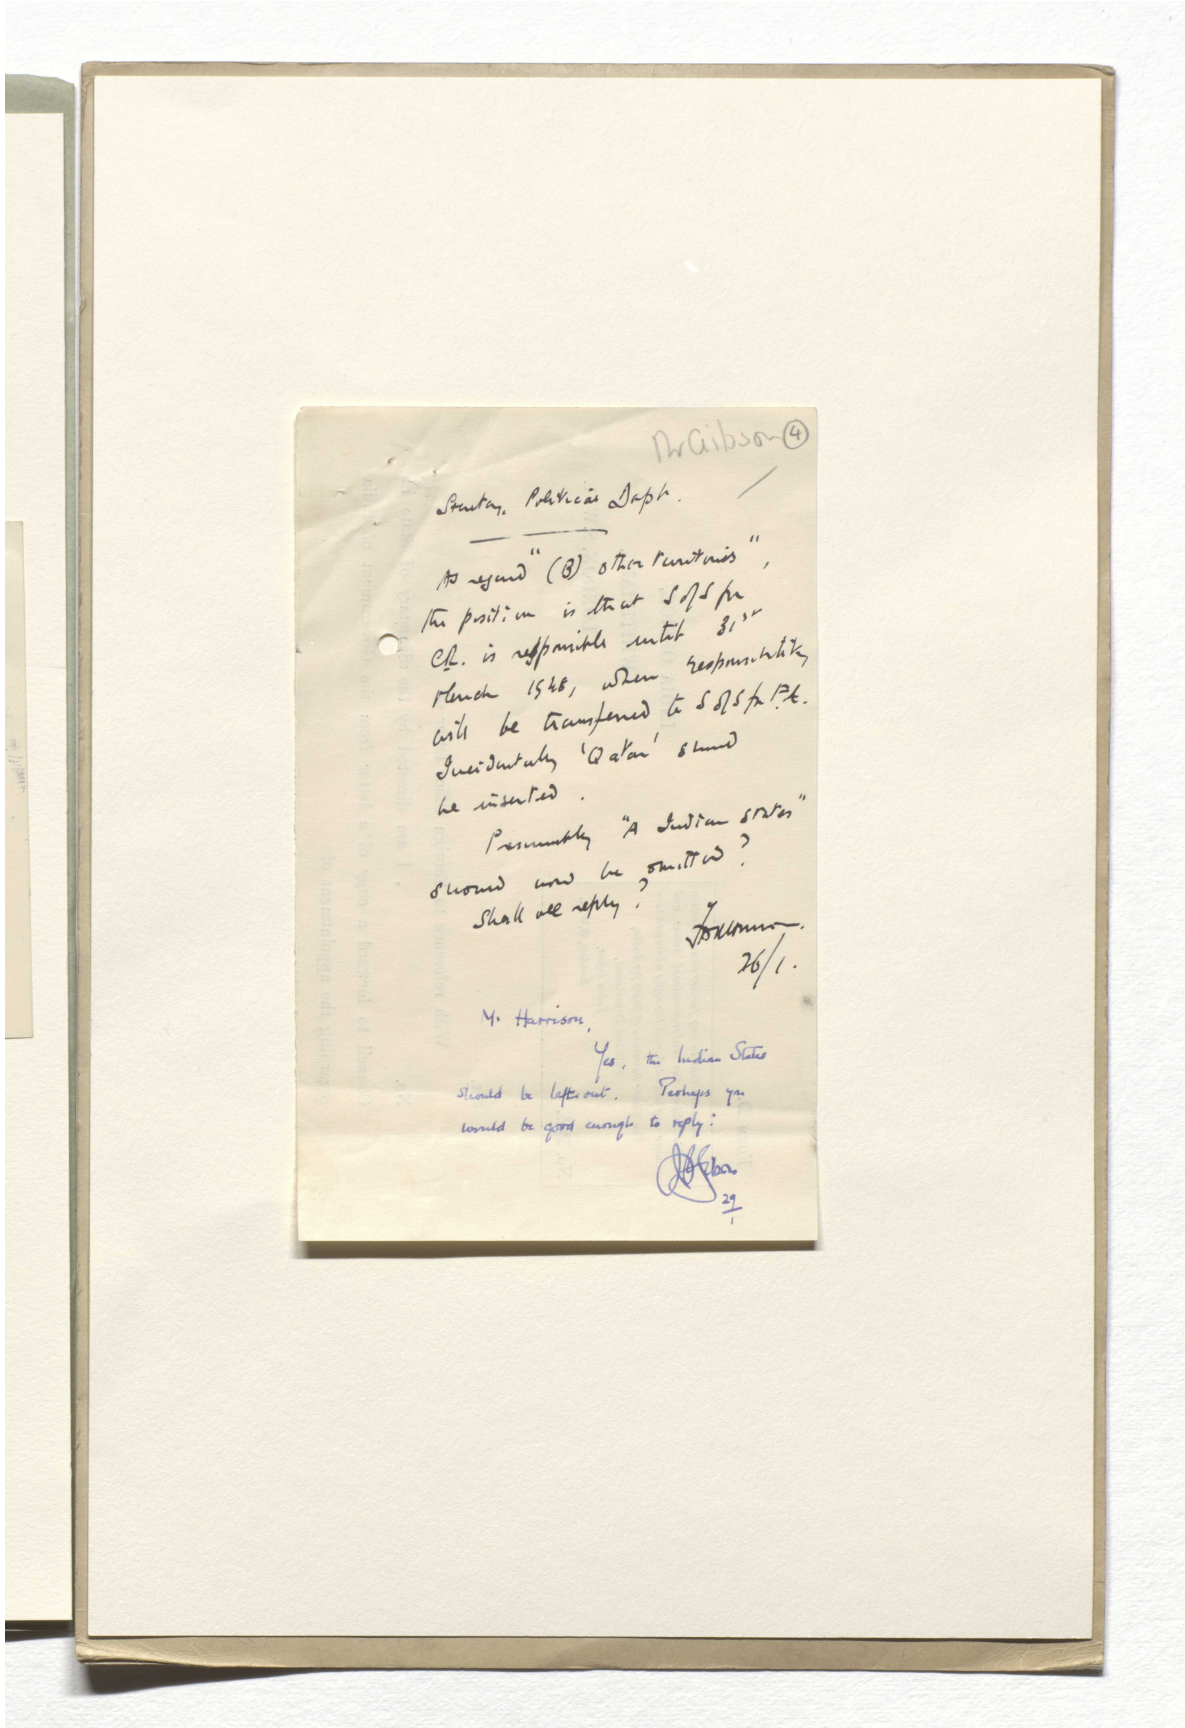 Mr Gibson 4
Secretary, Political Dept.
As regards "(B) other territories",
the position is that S of S for
C.R. is responsible until 31st
March 1948, when responsibility
will be transferred to S of S for F.A.
Incidentally 'Qatar' should
be inserted.
Presumably "A Indian States"
should now be omitted?
Shall we reply?
26/1.
Mr. Harrison,
Yes, the Indian States
should be left out. Perhaps you
would be good enough to reply?
29
1